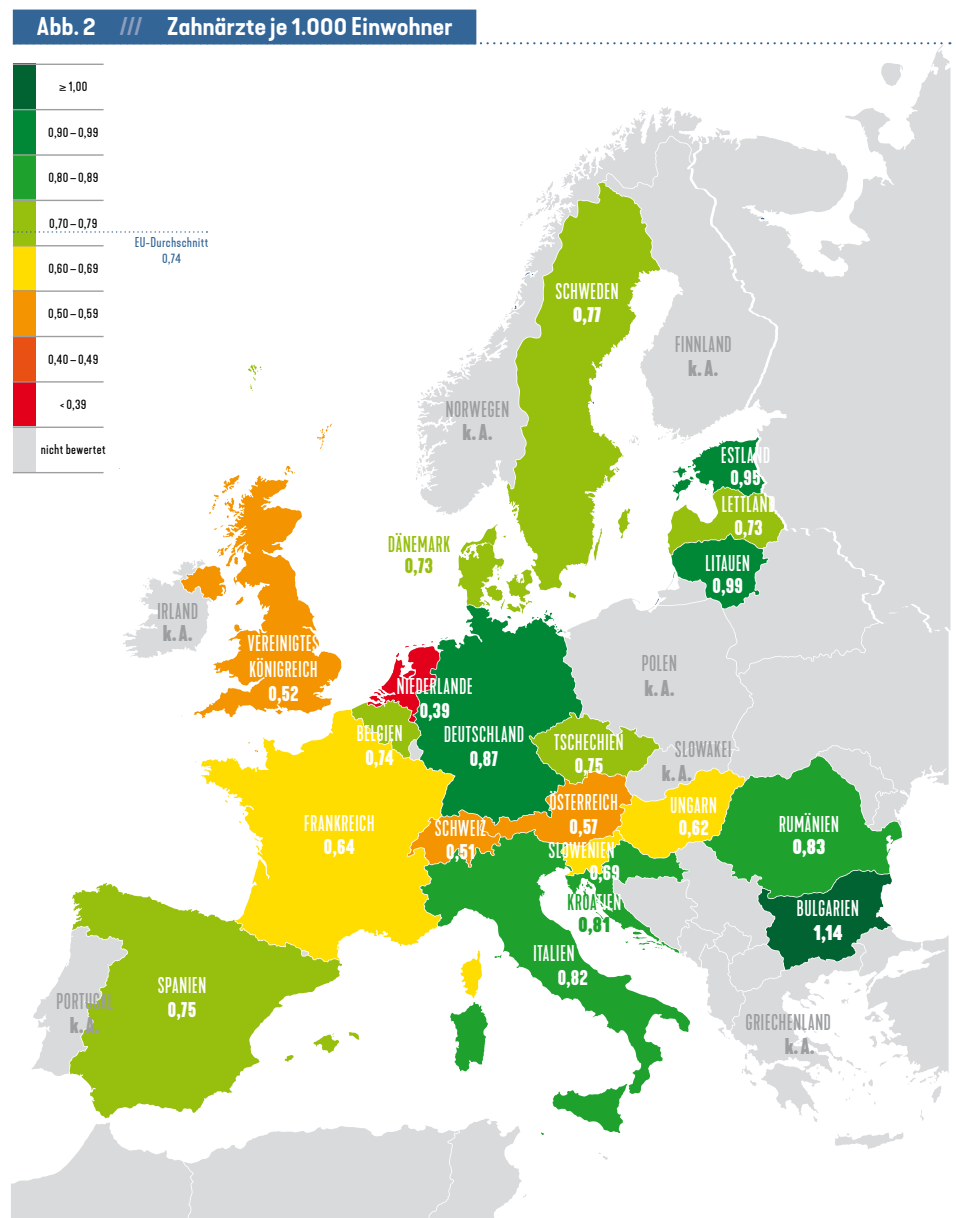 Abb. 2 /// Zahnärzte je 1.000 Einwohner
≥ 1,00
0,90 – 0,99
0,80 – 0,89
0,70 – 0,79
EU-Durchschnitt
0,74
0,60 – 0,69
0,50 – 0,59
0,40 – 0,49
< 0,39
nicht bewertet
SCHWEDEN
0,77
FINNLAND
k. A.
NORWEGEN
k. A.
ESTLAND
0,95
LETTLAND
0,73
DÄNEMARK
0,73
LITAUEN
0,99
IRLAND
k. A.
VEREINIGTES
KÖNIGREICH
0,52
POLEN
k. A.
NIEDERLANDE
0,39
BELGIEN
0,74
DEUTSCHLAND
0,87
TSCHECHIEN
0,75
SLOWAKEI
k. A.
FRANKREICH
0,64
SCHWEIZ
0,51
ÖSTERREICH
0,57
UNGARN
0,62
RUMÄNIEN
0,83
SLOWENIEN
0,69
KROATIEN
0,81
BULGARIEN
1,14
ITALIEN
0,82
SPANIEN
0,75
PORTUGAL
k. A.
GRIECHENLAND
k. A.